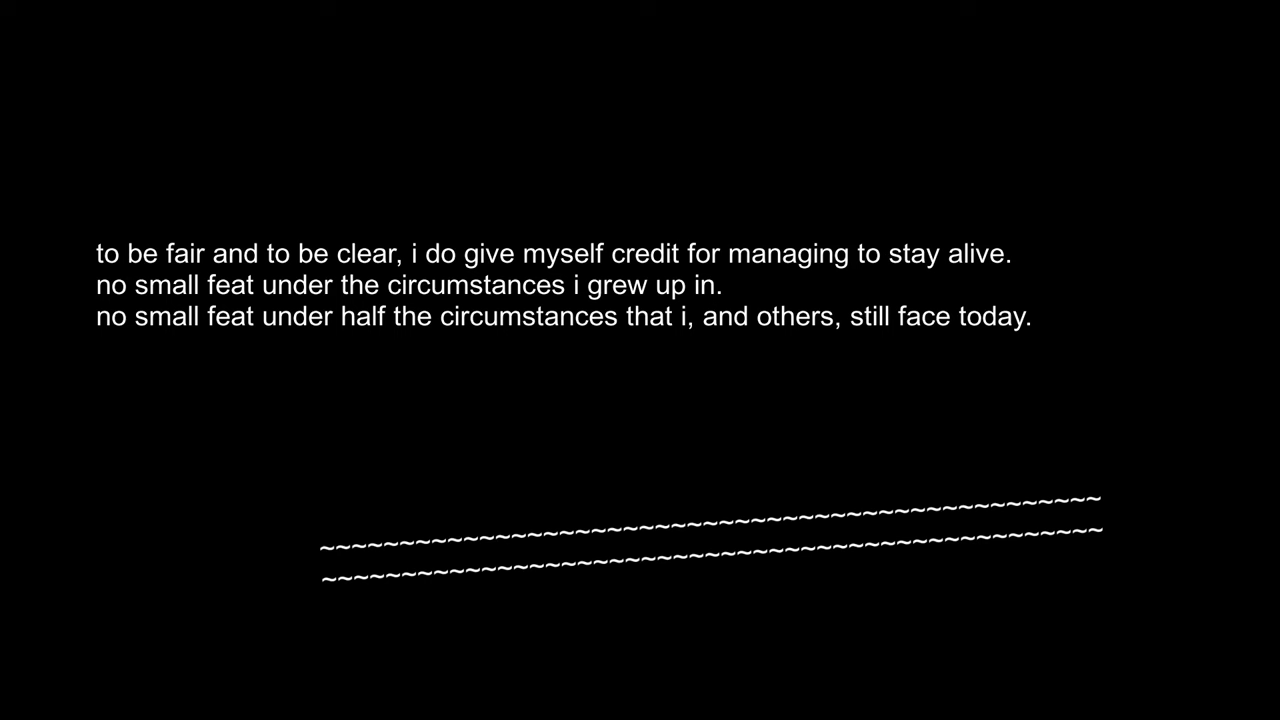 to be fair and to be clear, i do give myself credit for managing to stay alive.
no small feat under the circumstances i grew up in.
no small feat under half the circumstances that i, and others, still face today.
~~~~~~~~~~~~~~~~~~~~~~~~~~~~~~~~~~~~~~~~~~~~~~~~~
~~~~~~~~~~~~~~~~~~~~~~~~~~~~~~~~~~~~~~~~~~~~~~~~~